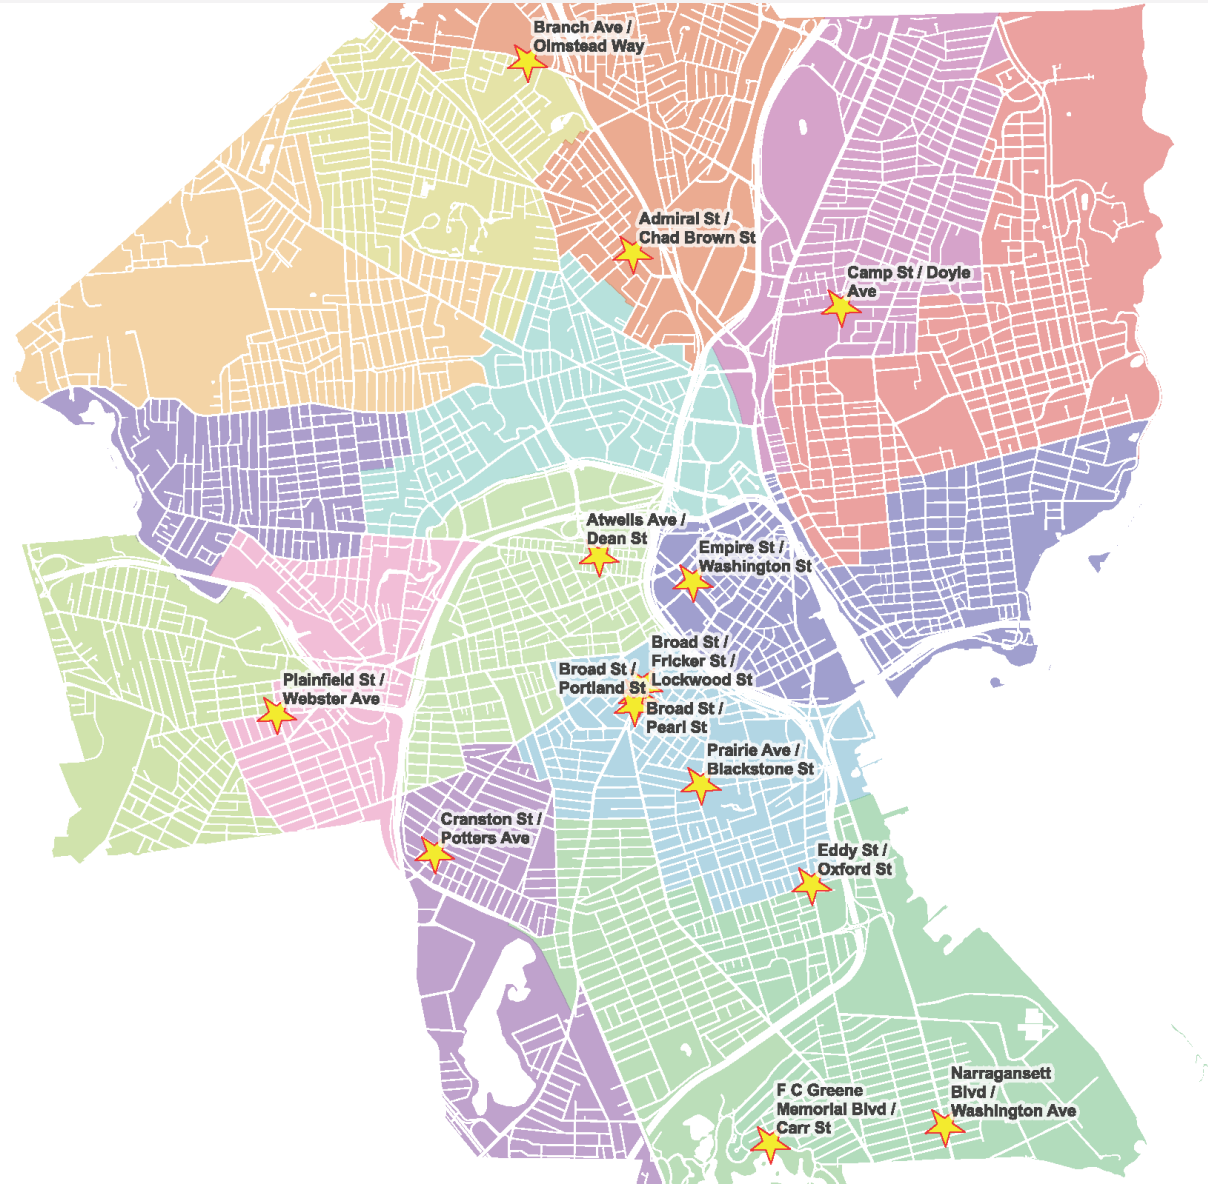 Branch Ave /
Olmstead Way
Admiral St /
Chad Brown St
Camp St / Doyle
Ave
Atwells Ave /
Dean St
Empire St /
Washington St
Broad St /
Fricker St /
Lockwood St
Broad St /
Portland St
Plainfield St /
Webster Ave
Broad St /
Pearl St
Prairie Ave /
Blackstone St
Cranston St /
Potters Ave
Eddy St /
Oxford St
Narragansett
Blvd /
Washington Ave
F C Greene
Memorial Blvd /
Carr St